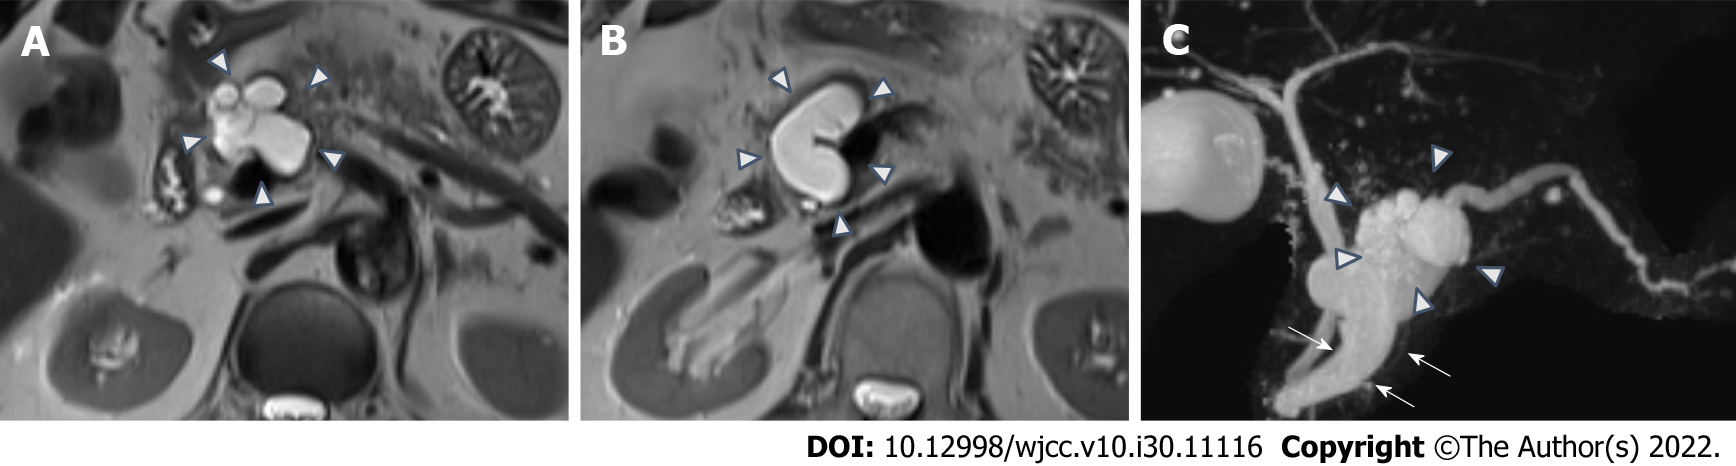 A
B
C
DOI: 10.12998/wjcc.v10.i30.11116 Copyright ©The Author(s) 2022.